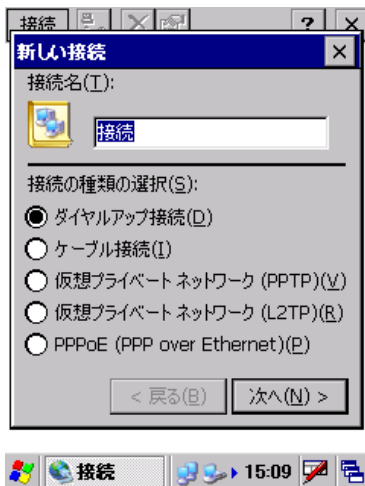 接続 ? ×
新しい接続 ×
接続名(T):
接続
接続の種類の選択(S):
ダイヤルアップ接続(D)
ケーブル接続(I)
仮想プライベート ネットワーク (PPTP)(V)
仮想プライベート ネットワーク (L2TP)(R)
PPPoE (PPP over Ethernet)(P)
< 戻る(B) 次へ(N) >
接続 15:09